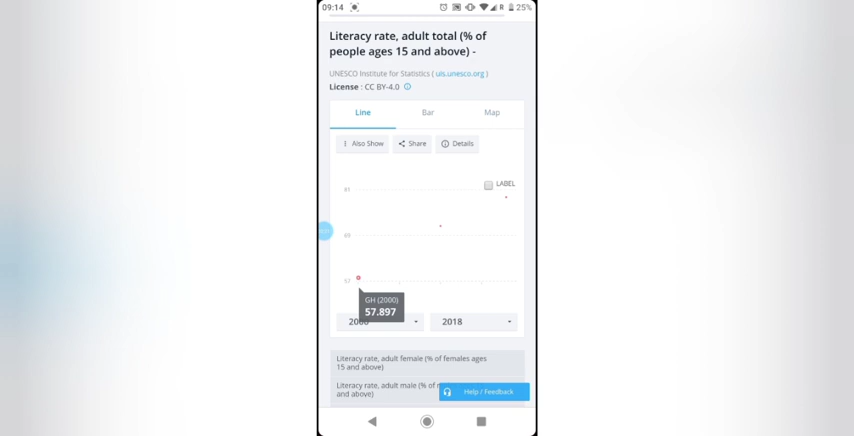 09:14
R
25%
Literacy rate, adult total (% of
people ages 15 and above) -
UNESCO Institute for Statistics ( uis.unesco.org )
License : CC BY-4.0
Line Bar Map
Also Show Share Details
LABEL
81
69
57
GH (2000)
57.897
2018
Literacy rate, adult female (% of females ages
15 and above)
Literacy rate, adult male (% of
and above)
Help / Feedback